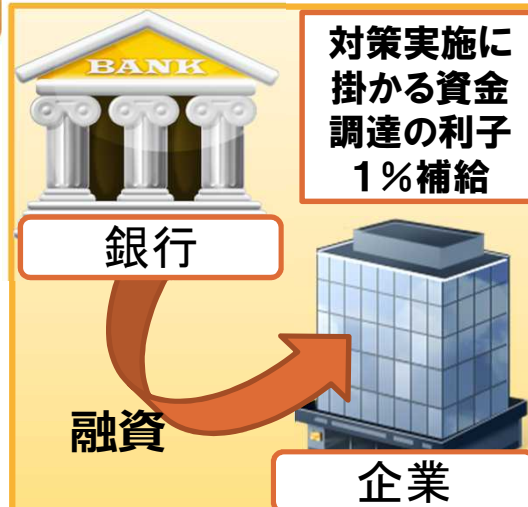 BANK
対策実施に
掛かる資金
調達の利子
1％補給
銀行
融資
企業